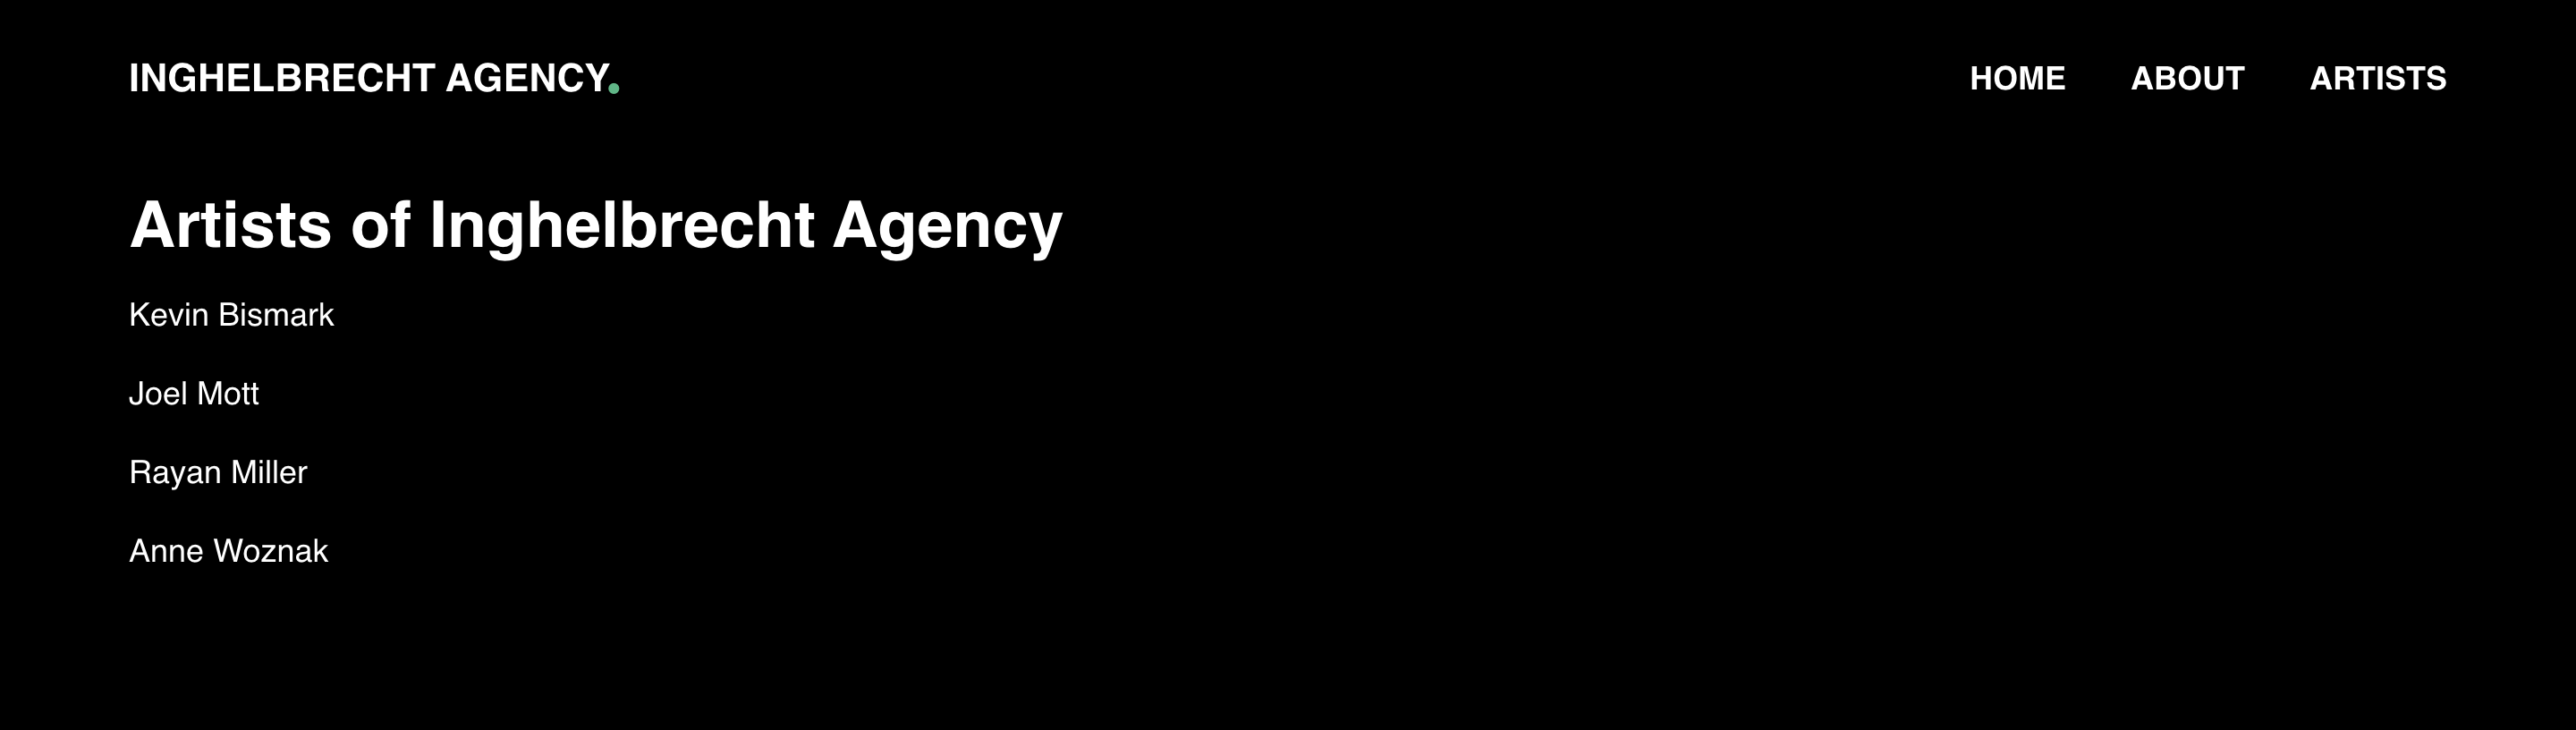 INGHELBRECHT AGENCY.
HOME ABOUT ARTISTS
Artists of Inghelbrecht Agency
Kevin Bismark
Joel Mott
Rayan Miller
Anne Woznak